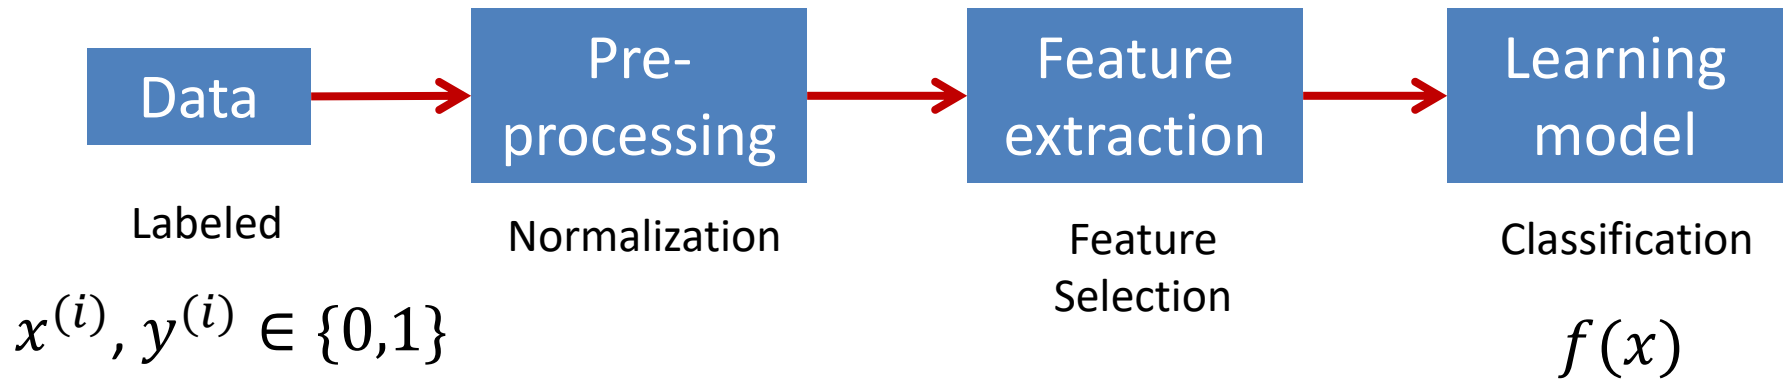 Data
Pre-
processing
Feature
extraction
Learning
model
Labeled
Normalization
Feature
Selection
Classification
x^(i), y^(i) ∈ {0,1}
f(x)